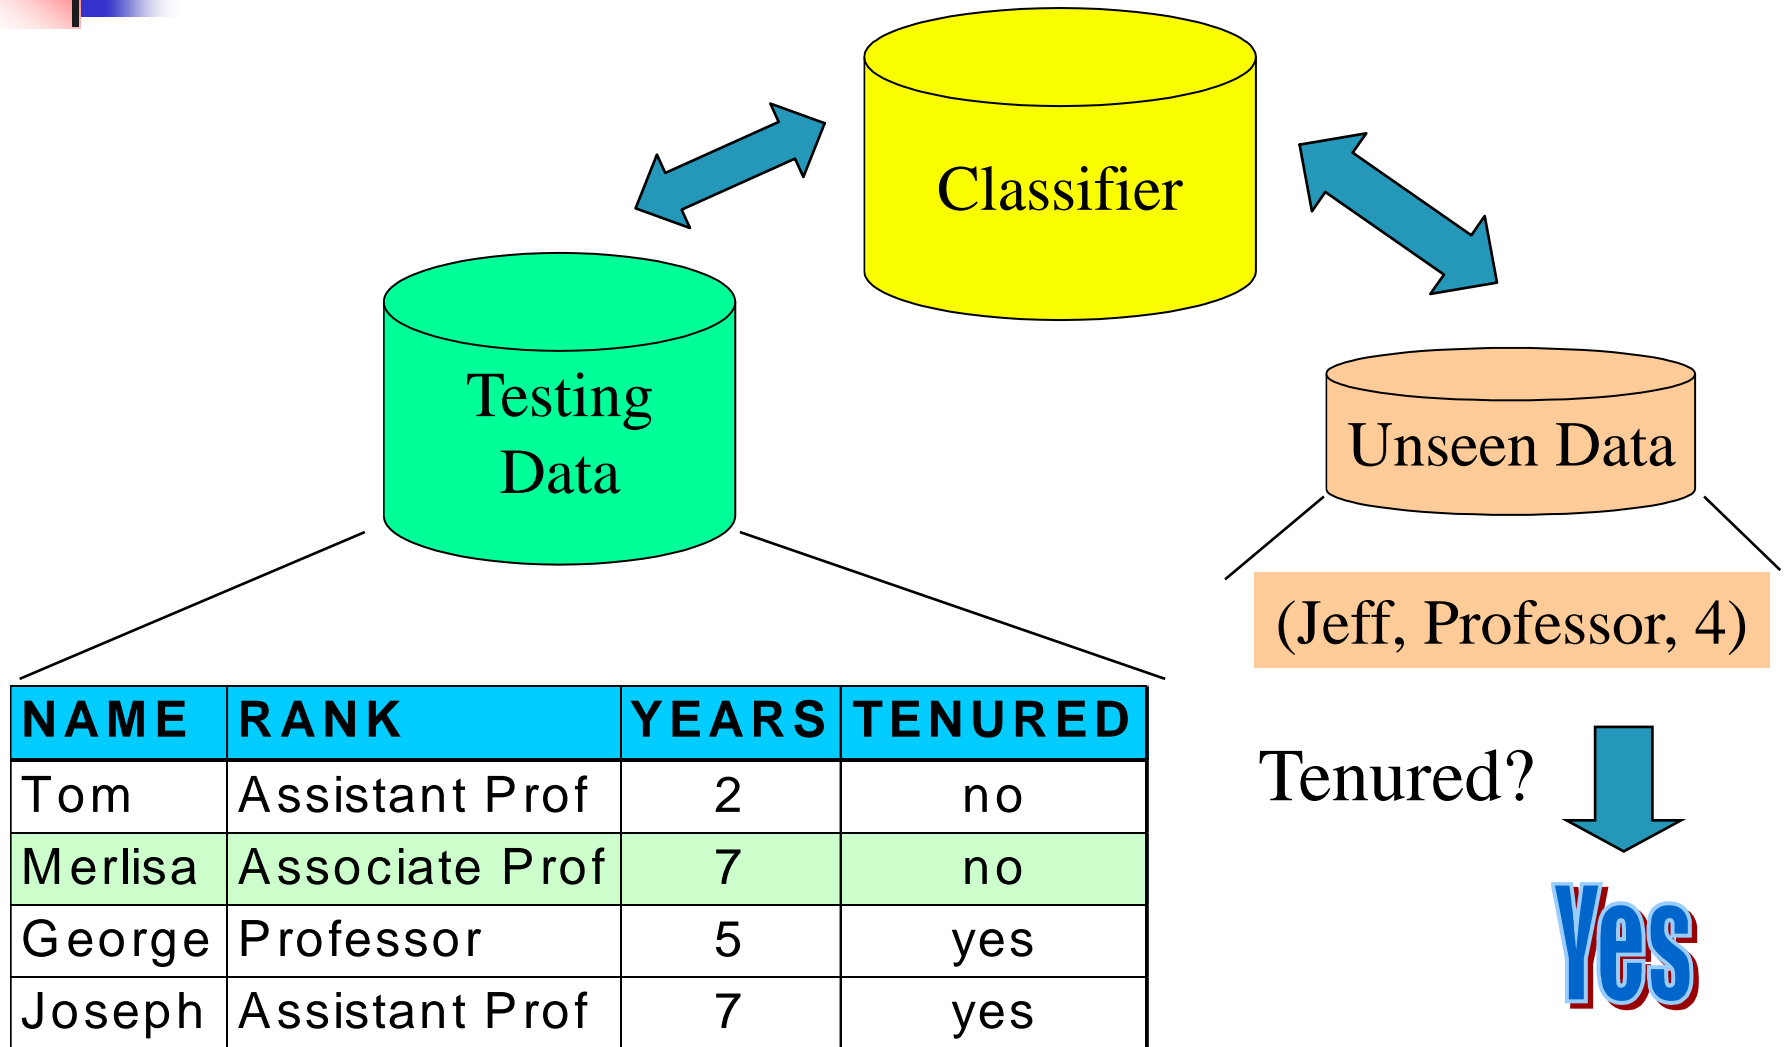 Classifier
Testing
Data
Unseen Data
(Jeff, Professor, 4)
NAME RANK YEARS TENURED
Tom Assistant Prof 2 no
Merlisa Associate Prof 7 no
George Professor 5 yes
Joseph Assistant Prof 7 yes
Tenured?
Yes